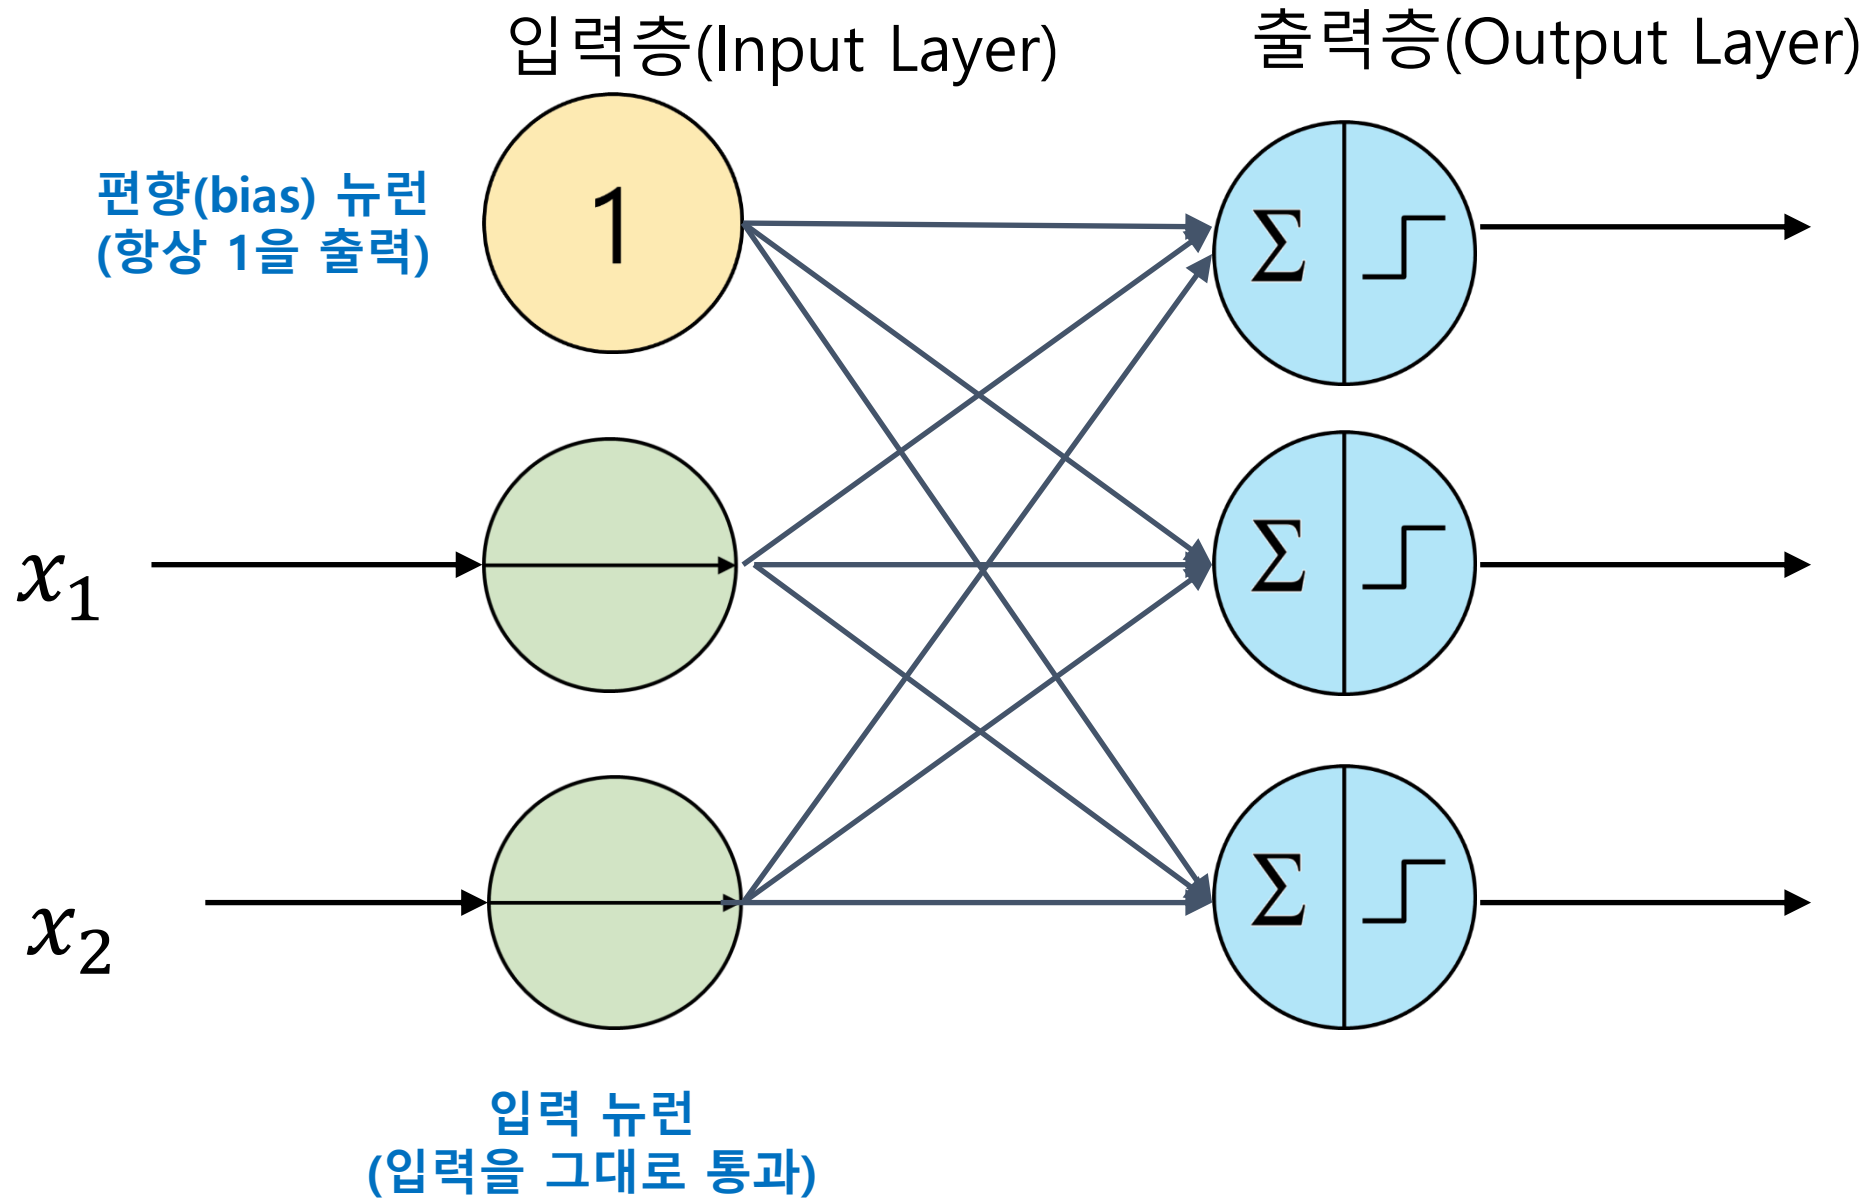 입력층(Input Layer)
출력층(Output Layer)
편향(bias) 뉴런
(항상 1을 출력)
1
Σ
x₁
Σ
x₂
Σ
입력 뉴런
(입력을 그대로 통과)